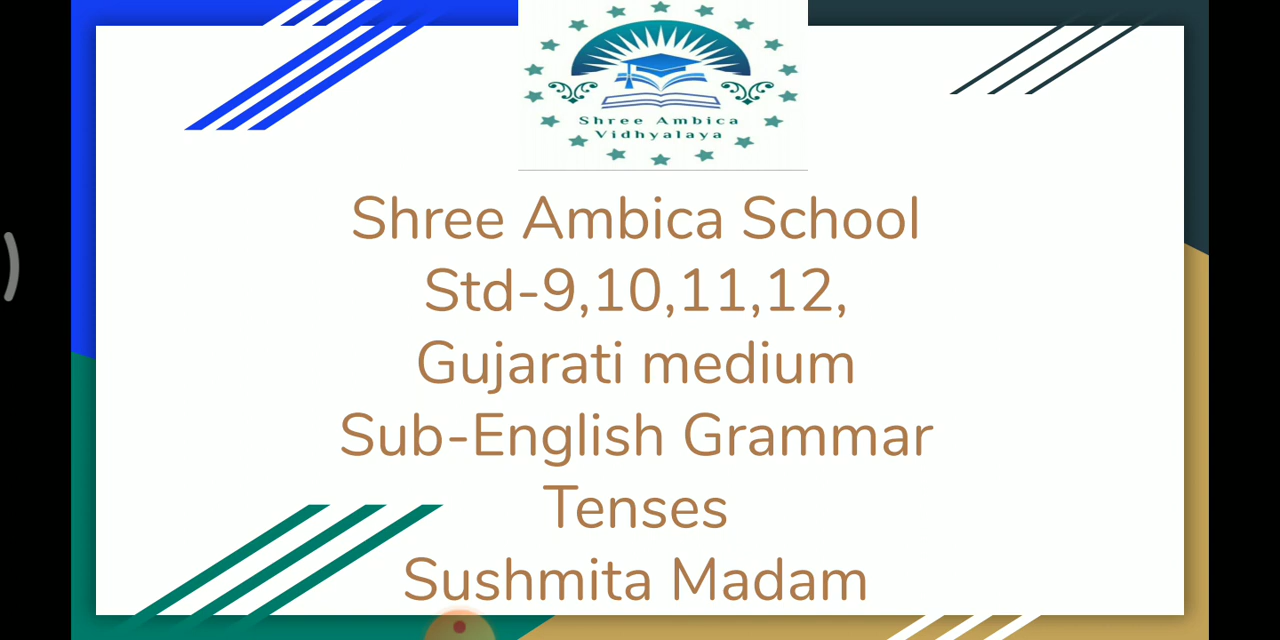 Shree Ambica
Vidhyalaya
Shree Ambica School
Std-9,10,11,12,
Gujarati medium
Sub-English Grammar
Tenses
Sushmita Madam